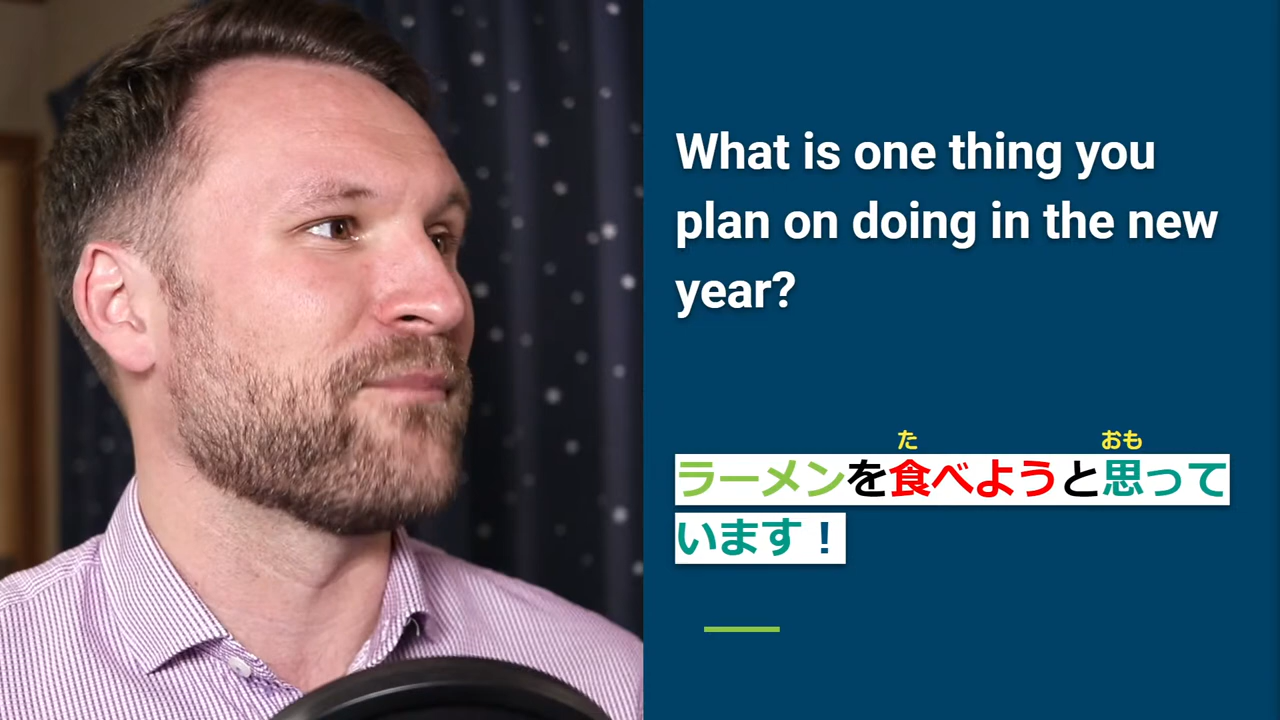 What is one thing you
plan on doing in the new
year?
た おも
ラーメンを食べようと思って
います！